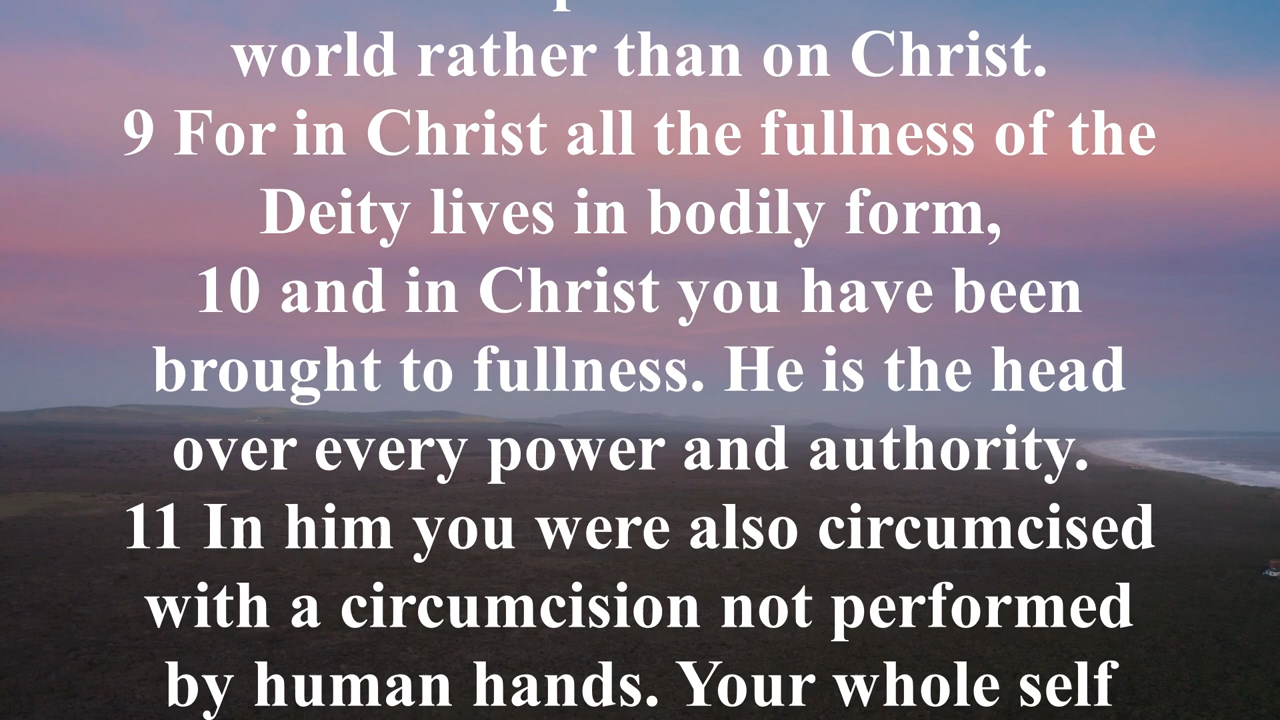 world rather than on Christ.
9 For in Christ all the fullness of the
Deity lives in bodily form,
10 and in Christ you have been
brought to fullness. He is the head
over every power and authority.
11 In him you were also circumcised
with a circumcision not performed
by human hands. Your whole self